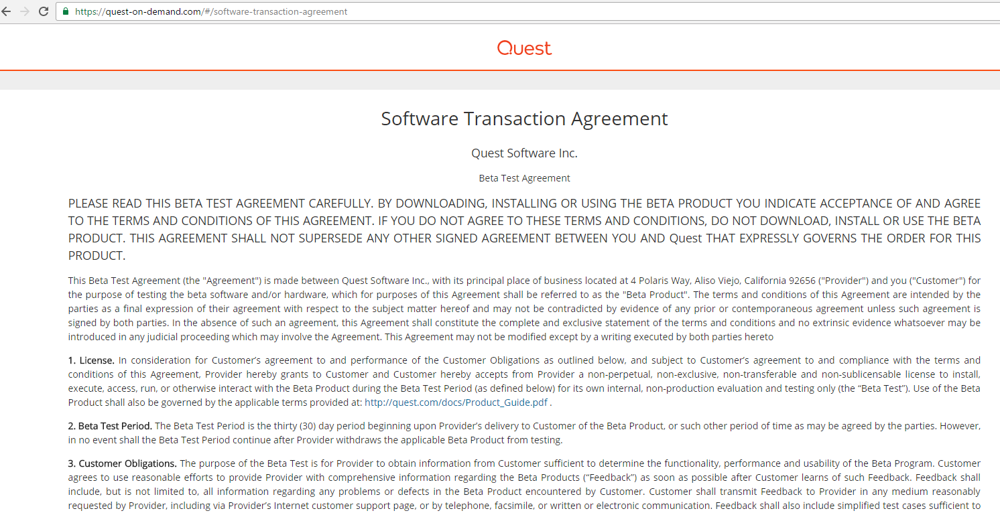 https://quest-on-demand.com/#/software-transaction-agreement
Quest
Software Transaction Agreement
Quest Software Inc.
Beta Test Agreement
PLEASE READ THIS BETA TEST AGREEMENT CAREFULLY. BY DOWNLOADING, INSTALLING OR USING THE BETA PRODUCT YOU INDICATE ACCEPTANCE OF AND AGREE
TO THE TERMS AND CONDITIONS OF THIS AGREEMENT. IF YOU DO NOT AGREE TO THESE TERMS AND CONDITIONS, DO NOT DOWNLOAD, INSTALL OR USE THE BETA
PRODUCT. THIS AGREEMENT SHALL NOT SUPERSEDE ANY OTHER SIGNED AGREEMENT BETWEEN YOU AND Quest THAT EXPRESSLY GOVERNS THE ORDER FOR THIS
PRODUCT.
This Beta Test Agreement (the "Agreement") is made between Quest Software Inc., with its principal place of business located at 4 Polaris Way, Aliso Viejo, California 92656 ("Provider") and you ("Customer") for
the purpose of testing the beta software and/or hardware, which for purposes of this Agreement shall be referred to as the "Beta Product". The terms and conditions of this Agreement are intended by the
parties as a final expression of their agreement with respect to the subject matter hereof and may not be contradicted by evidence of any prior or contemporaneous agreement unless such agreement is
signed by both parties. In the absence of such an agreement, this Agreement shall constitute the complete and exclusive statement of the terms and conditions and no extrinsic evidence whatsoever may be
introduced in any judicial proceeding which may involve the Agreement. This Agreement may not be modified except by a writing executed by both parties hereto
1. License. In consideration for Customer’s agreement to and performance of the Customer Obligations as outlined below, and subject to Customer’s agreement to and compliance with the terms and
conditions of this Agreement, Provider hereby grants to Customer and Customer hereby accepts from Provider a non-perpetual, non-exclusive, non-transferable and non-sublicensable license to install,
execute, access, run, or otherwise interact with the Beta Product during the Beta Test Period (as defined below) for its own internal, non-production evaluation and testing only (the “Beta Test”). Use of the Beta
Product shall also be governed by the applicable terms provided at: http://quest.com/docs/Product_Guide.pdf .
2. Beta Test Period. The Beta Test Period is the thirty (30) day period beginning upon Provider’s delivery to Customer of the Beta Product, or such other period of time as may be agreed by the parties. However,
in no event shall the Beta Test Period continue after Provider withdraws the applicable Beta Product from testing.
3. Customer Obligations. The purpose of the Beta Test is for Provider to obtain information from Customer sufficient to determine the functionality, performance and usability of the Beta Program. Customer
agrees to use reasonable efforts to provide Provider with comprehensive information regarding the Beta Products (“Feedback”) as soon as possible after Customer learns of such Feedback. Feedback shall
include, but is not limited to, all information regarding any problems or defects in the Beta Product encountered by Customer. Customer shall transmit Feedback to Provider in any medium reasonably
requested by Provider, including via Provider’s Internet customer support page, or by telephone, facsimile, or written or electronic communication. Feedback shall also include simplified test cases sufficient to